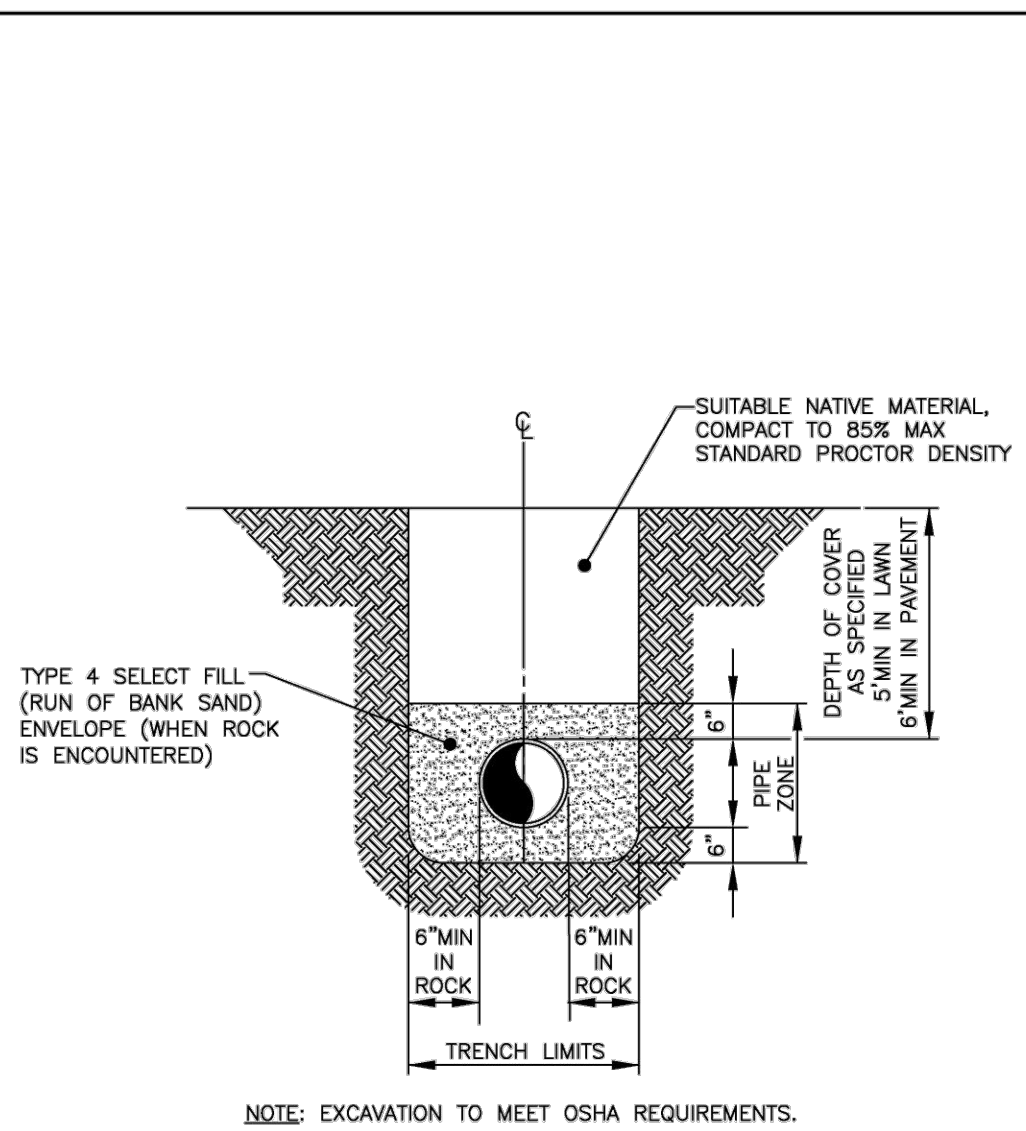 ℄
SUITABLE NATIVE MATERIAL,
COMPACT TO 85% MAX
STANDARD PROCTOR DENSITY
DEPTH OF COVER
AS SPECIFIED
5'MIN IN LAWN
6'MIN IN PAVEMENT
TYPE 4 SELECT FILL
(RUN OF BANK SAND)
ENVELOPE (WHEN ROCK
IS ENCOUNTERED)
6"
PIPE
ZONE
6"
6"MIN
IN
ROCK
6"MIN
IN
ROCK
TRENCH LIMITS
NOTE: EXCAVATION TO MEET OSHA REQUIREMENTS.